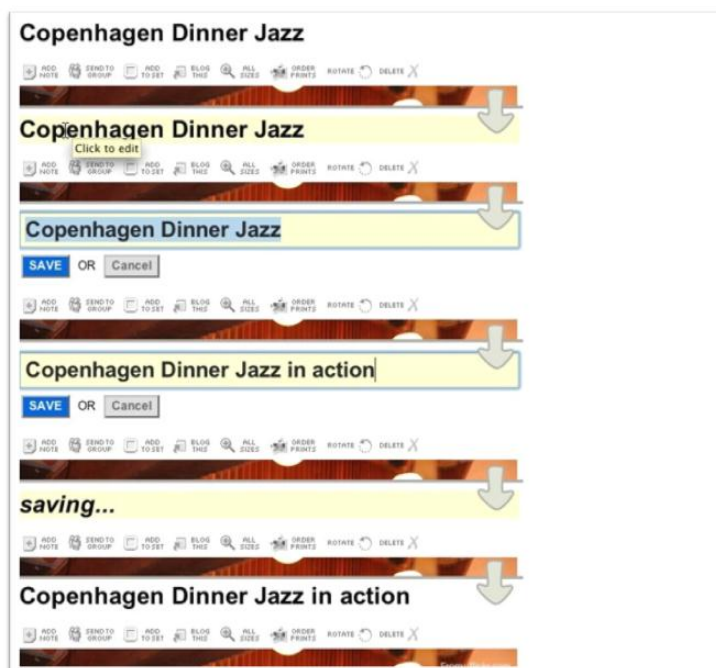 Copenhagen Dinner Jazz
ADD NOTE SEND TO GROUP ADD TO SET BLOG THIS ALL SIZES ORDER PRINTS ROTATE DELETE
Copenhagen Dinner Jazz
Click to edit
ADD NOTE SEND TO GROUP ADD TO SET BLOG THIS ALL SIZES ORDER PRINTS ROTATE DELETE
Copenhagen Dinner Jazz
SAVE OR Cancel
ADD NOTE SEND TO GROUP ADD TO SET BLOG THIS ALL SIZES ORDER PRINTS ROTATE DELETE
Copenhagen Dinner Jazz in action
SAVE OR Cancel
ADD NOTE SEND TO GROUP ADD TO SET BLOG THIS ALL SIZES ORDER PRINTS ROTATE DELETE
saving...
ADD NOTE SEND TO GROUP ADD TO SET BLOG THIS ALL SIZES ORDER PRINTS ROTATE DELETE
Copenhagen Dinner Jazz in action
ADD NOTE SEND TO GROUP ADD TO SET BLOG THIS ALL SIZES ORDER PRINTS ROTATE DELETE